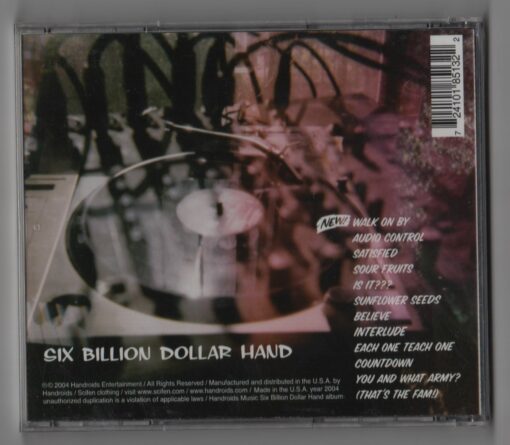 7 24101 85132 2
NEW!
WALK ON BY
AUDIO CONTROL
SATISFIED
SOUR FRUITS
IS IT???
SUNFLOWER SEEDS
BELIEVE
INTERLUDE
EACH ONE TEACH ONE
COUNTDOWN
YOU AND WHAT ARMY?
(THAT'S THE FAM!)
SIX BILLION DOLLAR HAND
℗© 2004 Handroids Entertainment / All Rights Reserved / Manufactured and distributed in the U.S.A. by
Handroids / Scifen clothing / visit www.scifen.com / www.handroids.com / Made in the U.S.A. year 2004
unauthorized duplication is a violation of applicable laws / Handroids Music Six Billion Dollar Hand album